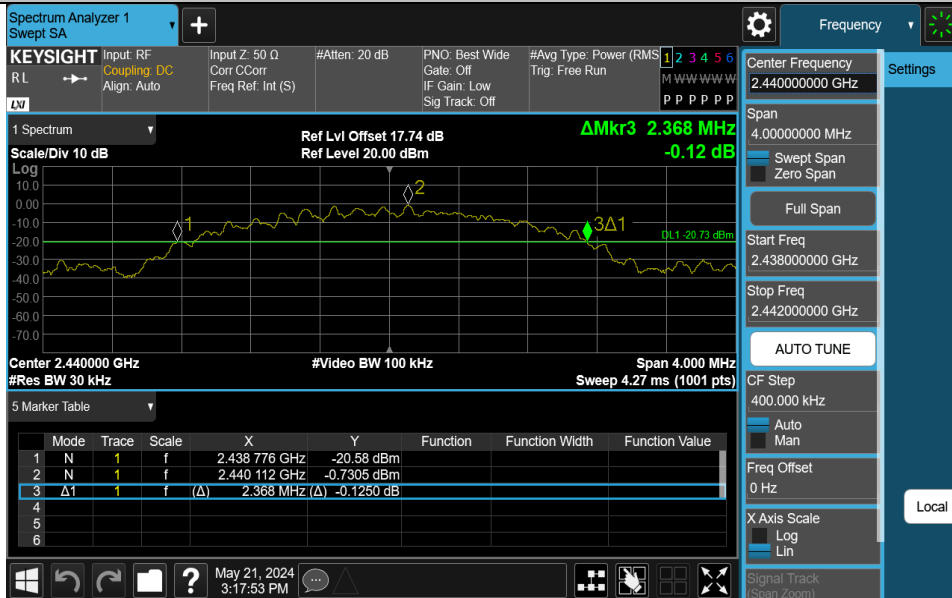 Spectrum Analyzer 1
Swept SA
+
Frequency
KEYSIGHT
RL
LXI
Input: RF
Coupling: DC
Align: Auto
Input Z: 50 Ω
Corr CCorr
Freq Ref: Int (S)
#Atten: 20 dB
PNO: Best Wide
Gate: Off
IF Gain: Low
Sig Track: Off
#Avg Type: Power (RMS
Trig: Free Run
1 2 3 4 5 6
M W W W W W
P P P P P P
1 Spectrum
Scale/Div 10 dB
Ref Lvl Offset 17.74 dB
Ref Level 20.00 dBm
ΔMkr3 2.368 MHz
-0.12 dB
Log
10.0
0.00
-10.0
-20.0
-30.0
-40.0
-50.0
-60.0
-70.0
1
2
3Δ1
DL1 -20.73 dBm
Center 2.440000 GHz
#Video BW 100 kHz
Span 4.000 MHz
#Res BW 30 kHz
Sweep 4.27 ms (1001 pts)
5 Marker Table
Mode Trace Scale X Y Function Function Width Function Value
1 N 1 f 2.438 776 GHz -20.58 dBm
2 N 1 f 2.440 112 GHz -0.7305 dBm
3 Δ1 1 f (Δ) 2.368 MHz (Δ) -0.1250 dB
4
5
6
?
May 21, 2024
3:17:53 PM
Center Frequency
2.440000000 GHz
Span
4.00000000 MHz
Swept Span
Zero Span
Full Span
Start Freq
2.438000000 GHz
Stop Freq
2.442000000 GHz
AUTO TUNE
CF Step
400.000 kHz
Auto
Man
Freq Offset
0 Hz
X Axis Scale
Log
Lin
Signal Track
(Span Zoom)
Settings
Local